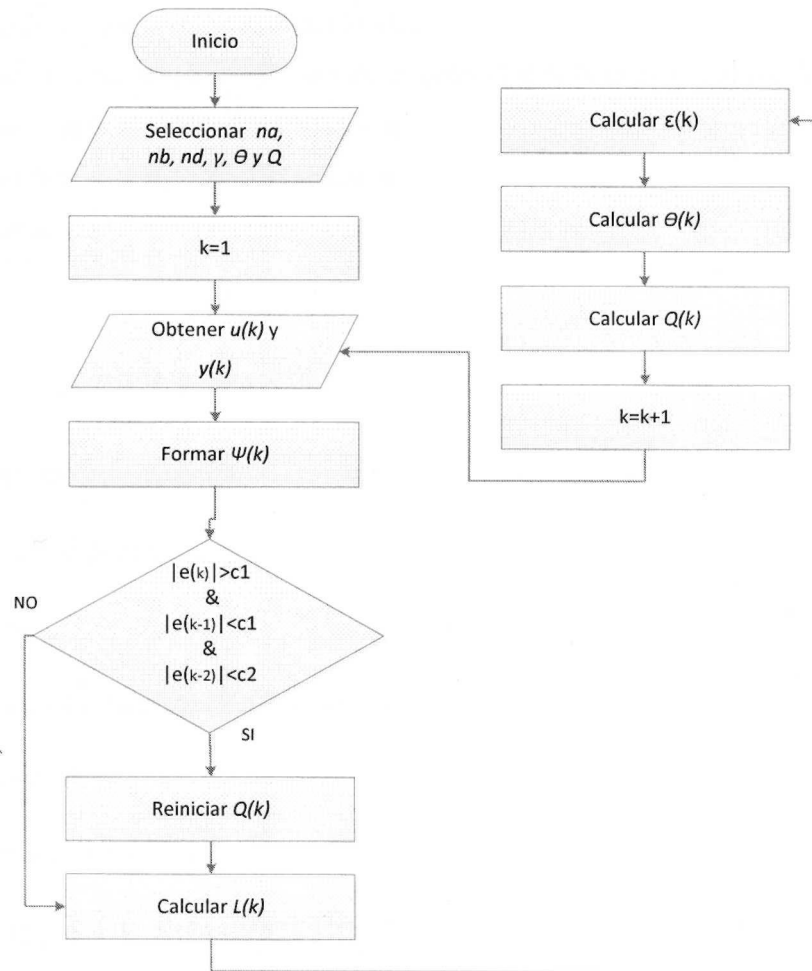 Inicio
Seleccionar na,
nb, nd, γ, Θ y Q
k=1
Obtener u(k) y
y(k)
Formar Ψ(k)
|e(k)|>c1
&
|e(k-1)|<c1
&
|e(k-2)|<c2
NO
SI
Reiniciar Q(k)
Calcular L(k)
Calcular ε(k)
Calcular Θ(k)
Calcular Q(k)
k=k+1